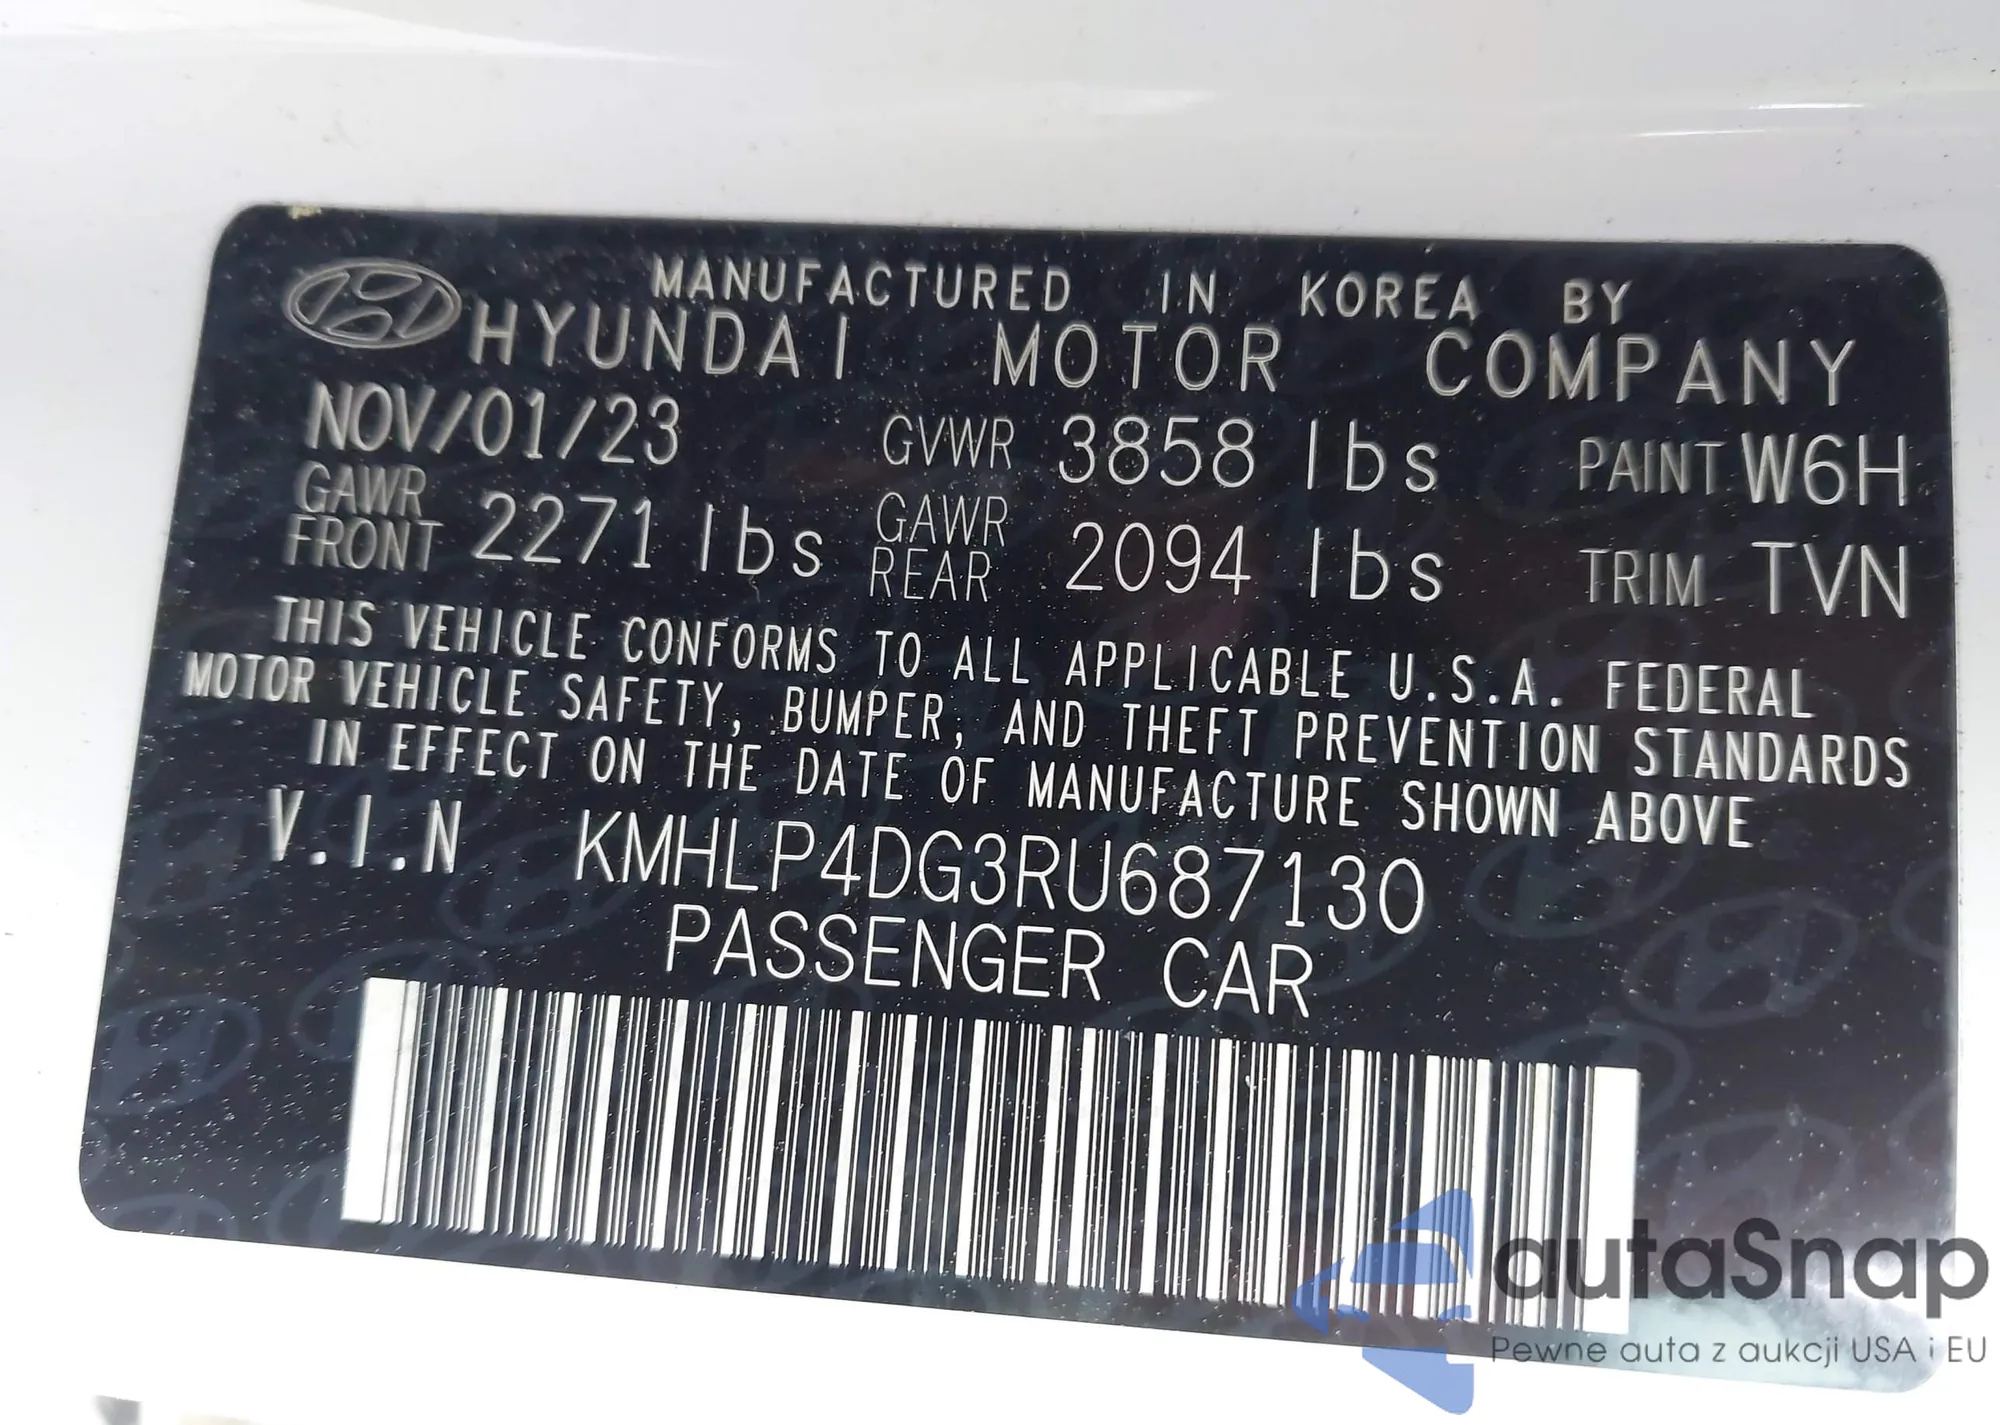 MANUFACTURED IN KOREA BY
HYUNDAI MOTOR COMPANY
NOV/01/23 GVWR 3858 lbs PAINT W6H
GAWR FRONT 2271 lbs GAWR REAR 2094 lbs TRIM TVN
THIS VEHICLE CONFORMS TO ALL APPLICABLE U.S.A. FEDERAL
MOTOR VEHICLE SAFETY, BUMPER, AND THEFT PREVENTION STANDARDS
IN EFFECT ON THE DATE OF MANUFACTURE SHOWN ABOVE
V.I.N KMHLP4DG3RU687130
PASSENGER CAR
autaSnap
Pewne auta z aukcji USA i EU